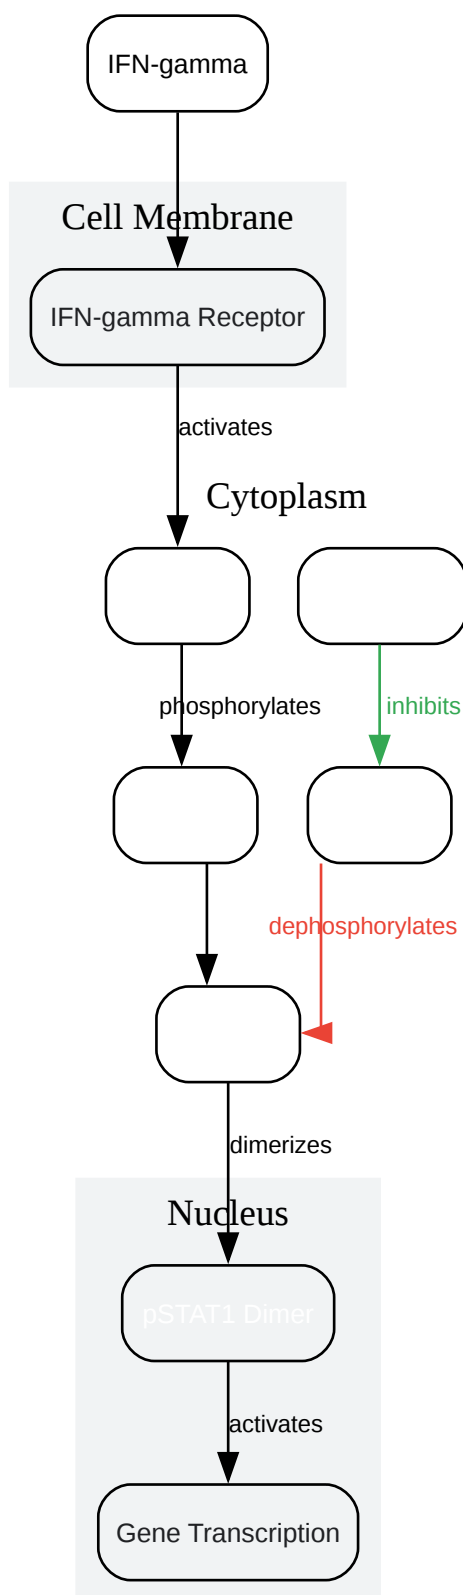 IFN-gamma
Cell Membrane
IFN-gamma Receptor
activates
Cytoplasm
phosphorylates
inhibits
dephosphorylates
dimerizes
Nucleus
pSTAT1 Dimer
activates
Gene Transcription